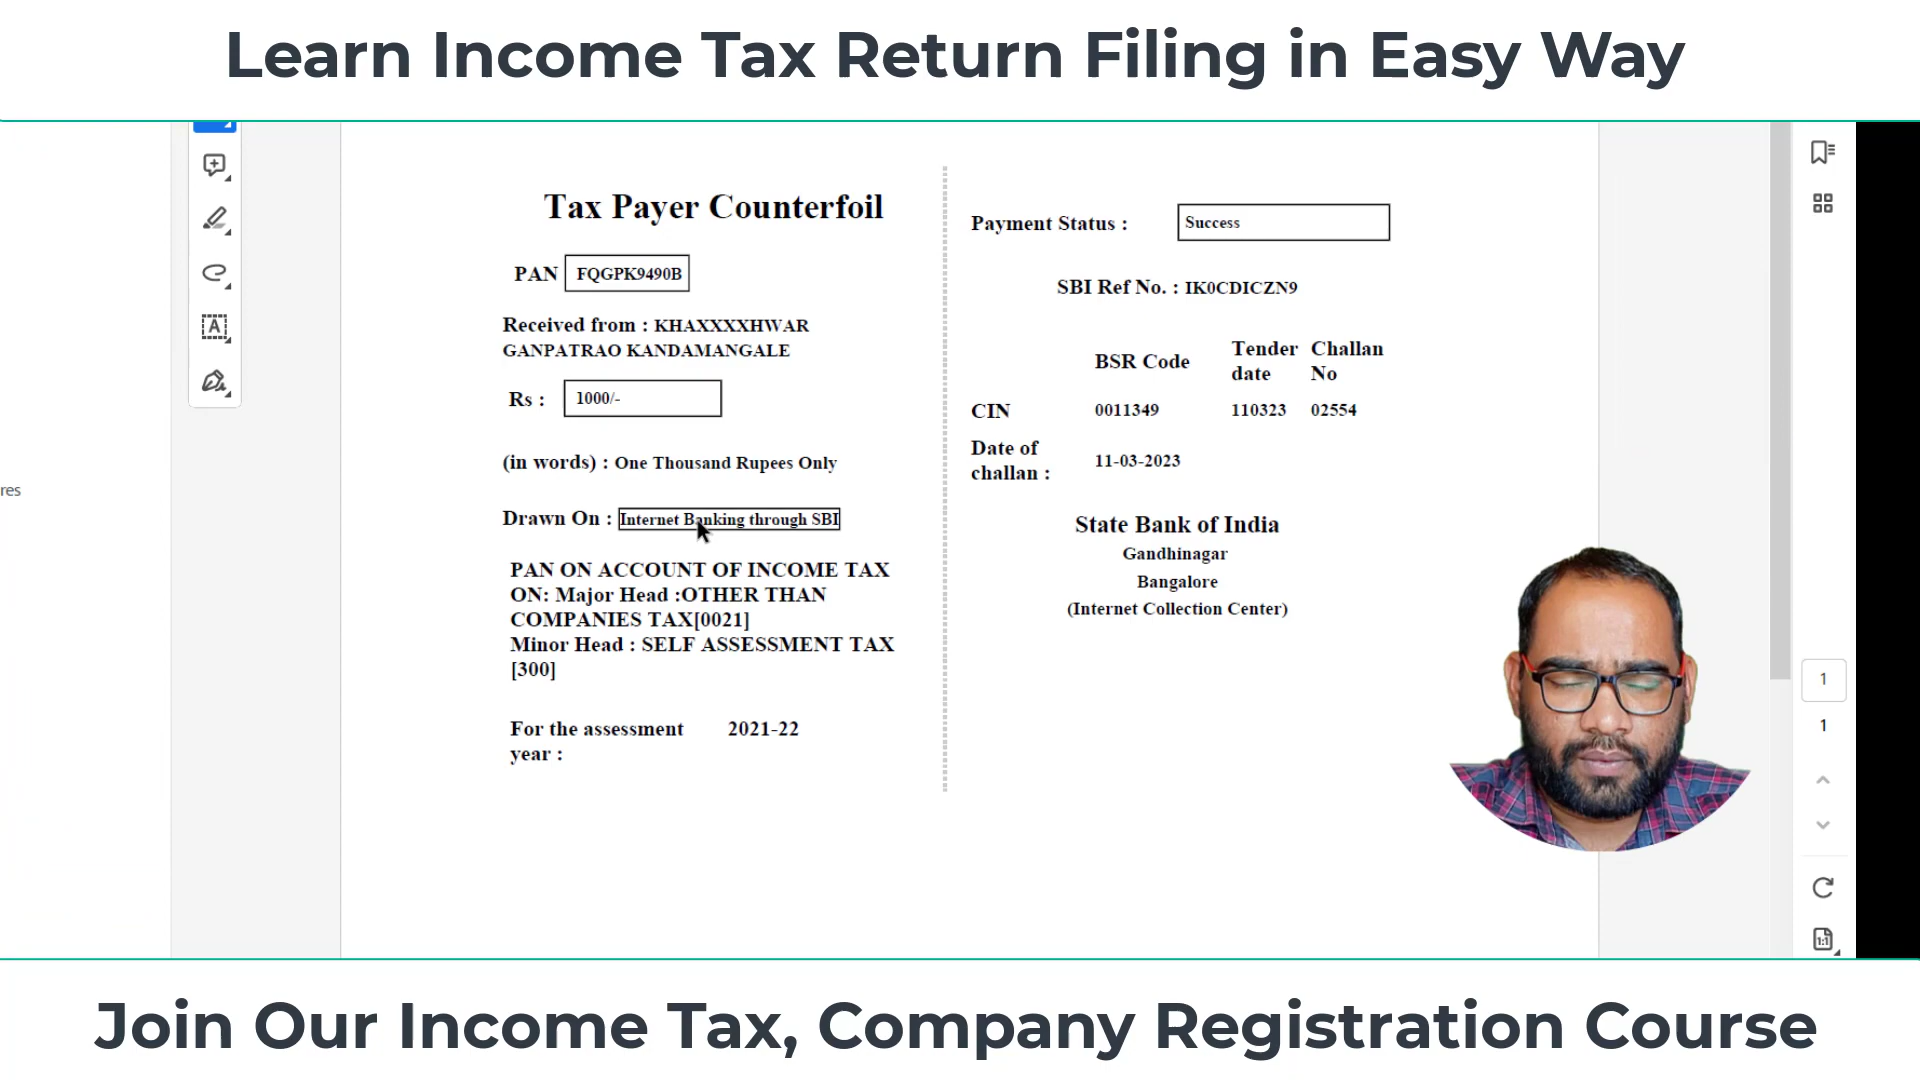 Learn Income Tax Return Filing in Easy Way
Tax Payer Counterfoil
PAN FQGPK9490B
Received from : KHAXXXXHWAR
GANPATRAO KANDAMANGALE
Rs : 1000/-
(in words) : One Thousand Rupees Only
Drawn On : Internet Banking through SBI
PAN ON ACCOUNT OF INCOME TAX
ON: Major Head :OTHER THAN
COMPANIES TAX[0021]
Minor Head : SELF ASSESSMENT TAX
[300]
For the assessment 2021-22
year :
Payment Status : Success
SBI Ref No. : IK0CDICZN9
BSR Code Tender Challan
date No
CIN 0011349 110323 02554
Date of
challan : 11-03-2023
State Bank of India
Gandhinagar
Bangalore
(Internet Collection Center)
res
1
1
Join Our Income Tax, Company Registration Course